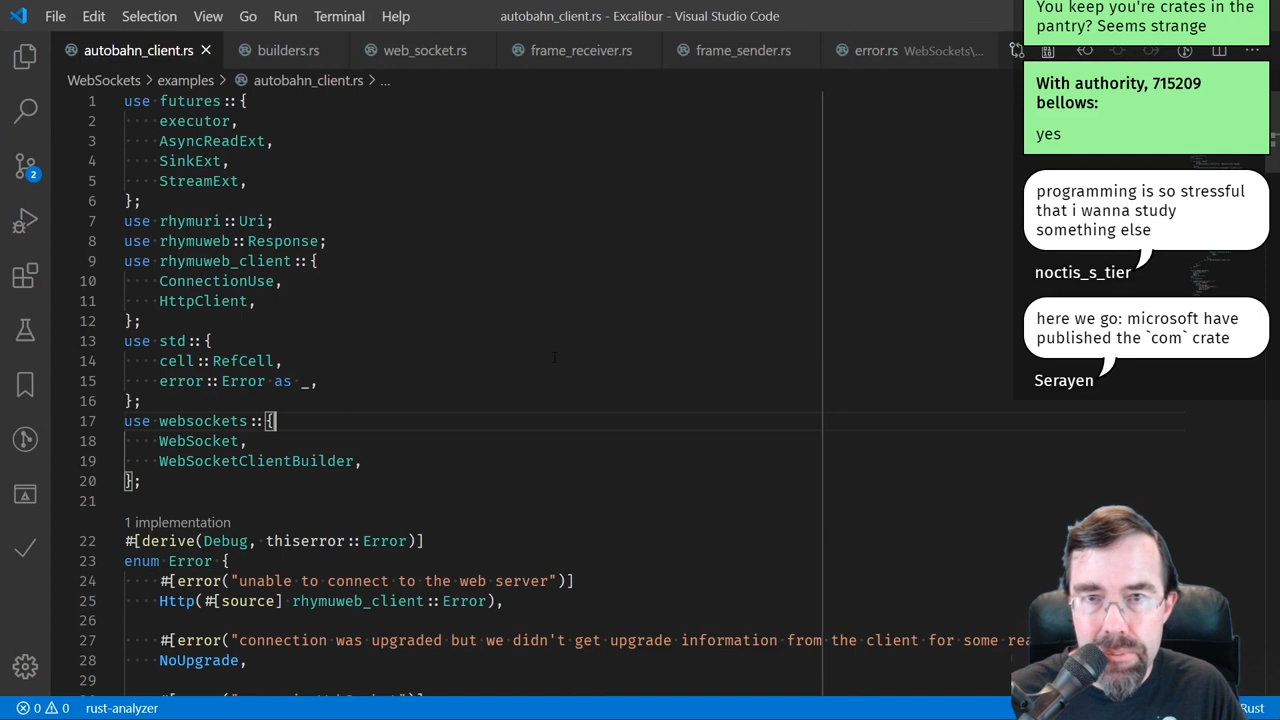 File Edit Selection View Go Run Terminal Help
autobahn_client.rs - Excalibur - Visual Studio Code
autobahn_client.rs builders.rs web_socket.rs frame_receiver.rs frame_sender.rs error.rs WebSockets\...
WebSockets > examples > autobahn_client.rs > ...
1 use futures::{
2 executor,
3 AsyncReadExt,
4 SinkExt,
5 StreamExt,
6 };
7 use rhymuri::Uri;
8 use rhymuweb::Response;
9 use rhymuweb_client::{
10 ConnectionUse,
11 HttpClient,
12 };
13 use std::{
14 cell::RefCell,
15 error::Error as _,
16 };
17 use websockets::{
18 WebSocket,
19 WebSocketClientBuilder,
20 };
21
1 implementation
22 #[derive(Debug, thiserror::Error)]
23 enum Error {
24 #[error("unable to connect to the web server")]
25 Http(#[source] rhymuweb_client::Error),
26
27 #[error("connection was upgraded but we didn't get upgrade information from the client for some rea
28 NoUpgrade,
29
2
0 0 rust-analyzer
Rust
You keep you're crates in the
pantry? Seems strange
With authority, 715209
bellows:
yes
programming is so stressful
that i wanna study
something else
noctis_s_tier
here we go: microsoft have
published the `com` crate
Serayen